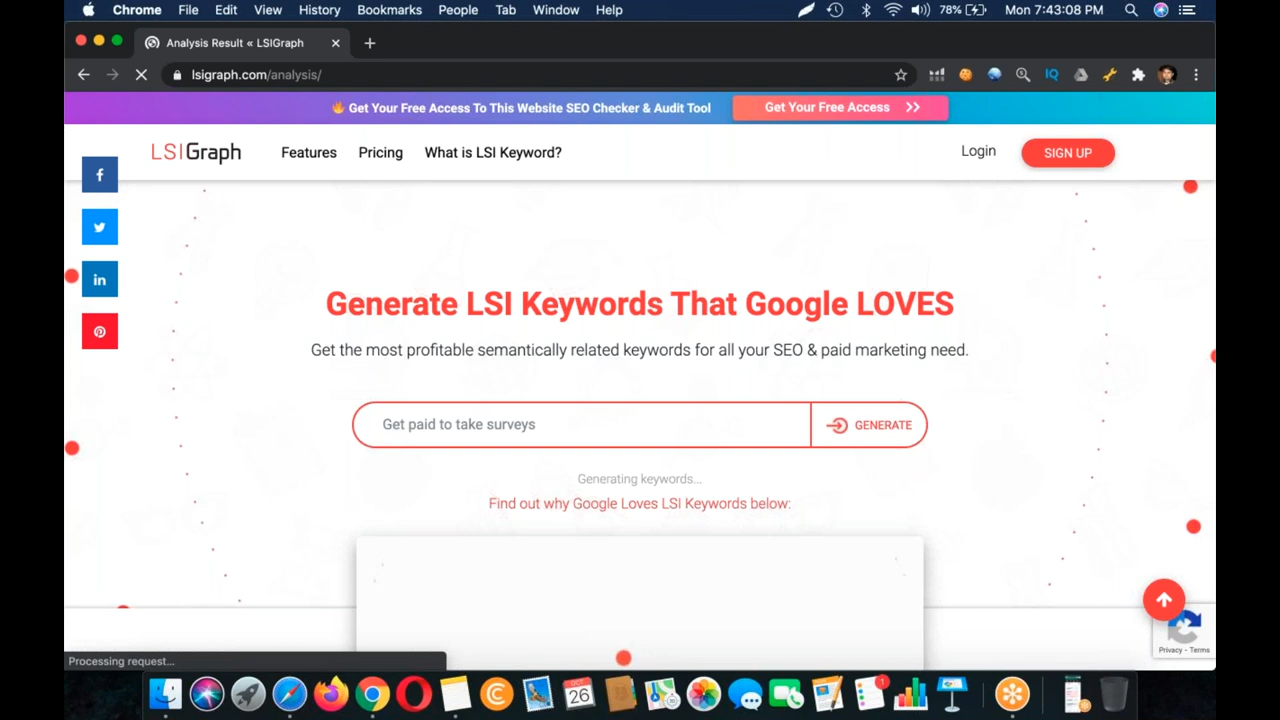 Chrome File Edit View History Bookmarks People Tab Window Help 78% Mon 7:43:08 PM
Analysis Result « LSIGraph
lsigraph.com/analysis/
IQ
Get Your Free Access To This Website SEO Checker & Audit Tool Get Your Free Access >>
LSIGraph Features Pricing What is LSI Keyword? Login SIGN UP
Generate LSI Keywords That Google LOVES
Get the most profitable semantically related keywords for all your SEO & paid marketing need.
Get paid to take surveys GENERATE
Generating keywords...
Find out why Google Loves LSI Keywords below:
Privacy - Terms
Processing request...
OCT
26
1